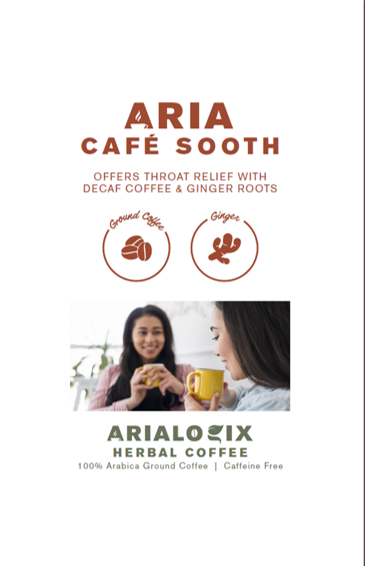 ARIA
CAFÉ SOOTH
OFFERS THROAT RELIEF WITH
DECAF COFFEE & GINGER ROOTS
Ground Coffee
Ginger
ARIALOGIX
HERBAL COFFEE
100% Arabica Ground Coffee | Caffeine Free